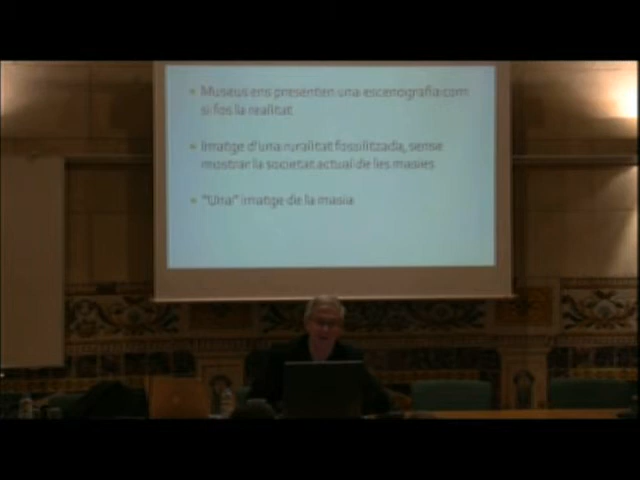 • Museus ens presenten una escenografia com
si fos la realitat
• Imatge d'una ruralitat fossilitzada, sense
mostrar la societat actual de les masies
• "Una" imatge de la masia